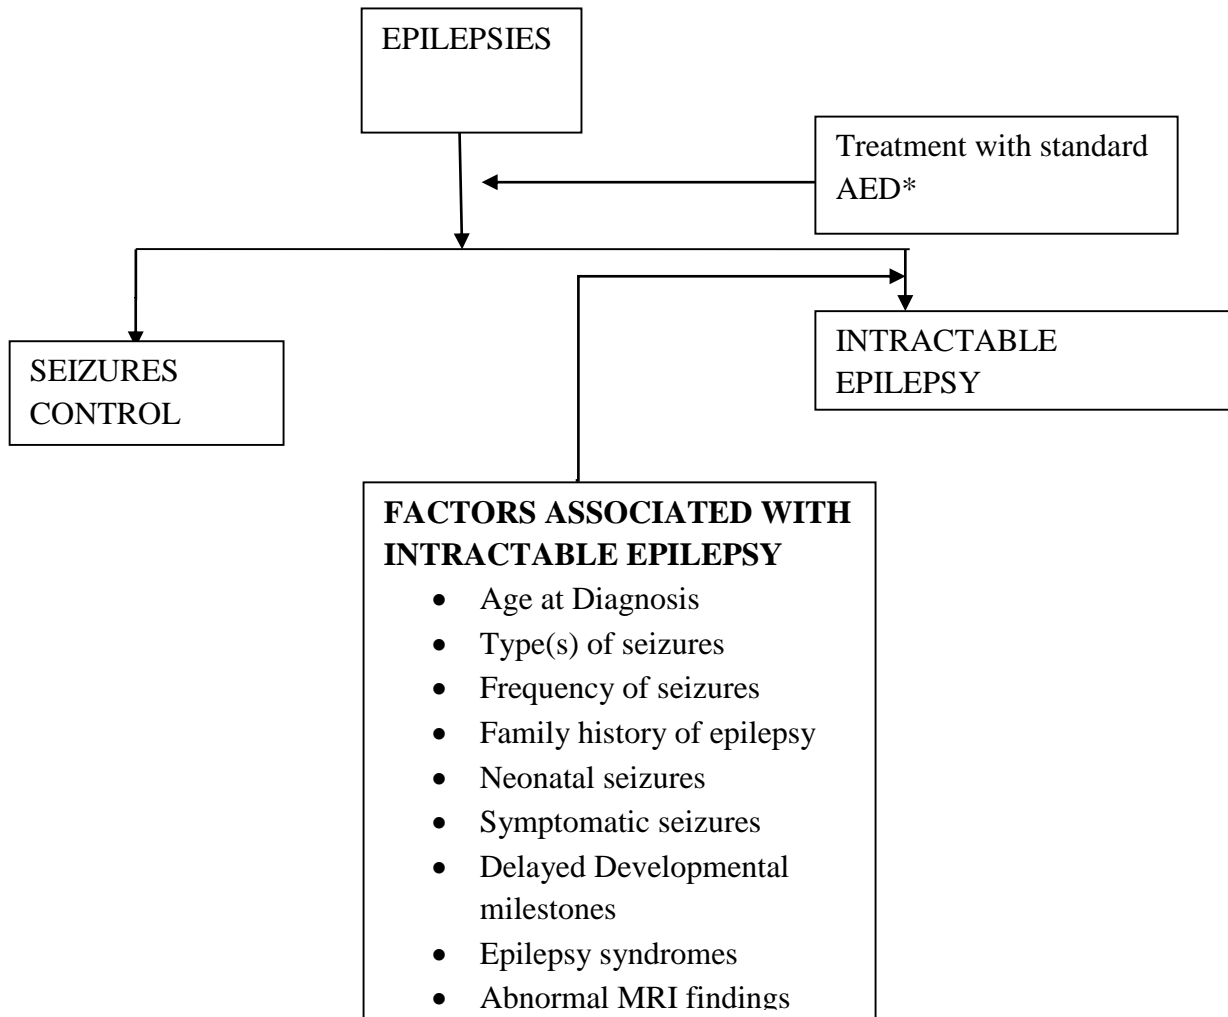 EPILEPSIES
Treatment with standard
AED*
SEIZURES
CONTROL
INTRACTABLE
EPILEPSY
FACTORS ASSOCIATED WITH
INTRACTABLE EPILEPSY
• Age at Diagnosis
• Type(s) of seizures
• Frequency of seizures
• Family history of epilepsy
• Neonatal seizures
• Symptomatic seizures
• Delayed Developmental
milestones
• Epilepsy syndromes
• Abnormal MRI findings